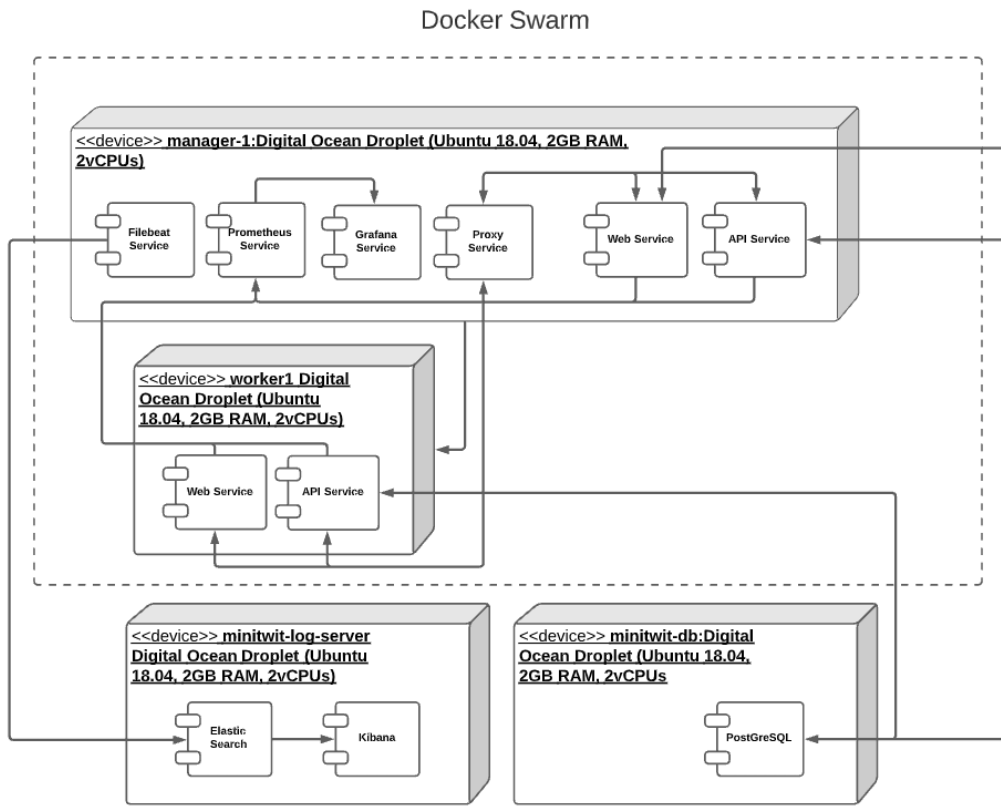 Docker Swarm
<<device>> manager-1:Digital Ocean Droplet (Ubuntu 18.04, 2GB RAM,
2vCPUs)
Filebeat
Service
Prometheus
Service
Grafana
Service
Proxy
Service
Web Service
API Service
<<device>> worker1 Digital
Ocean Droplet (Ubuntu
18.04, 2GB RAM, 2vCPUs)
Web Service
API Service
<<device>> minitwit-log-server
Digital Ocean Droplet (Ubuntu
18.04, 2GB RAM, 2vCPUs)
Elastic
Search
Kibana
<<device>> minitwit-db:Digital
Ocean Droplet (Ubuntu 18.04,
2GB RAM, 2vCPUs
PostGreSQL